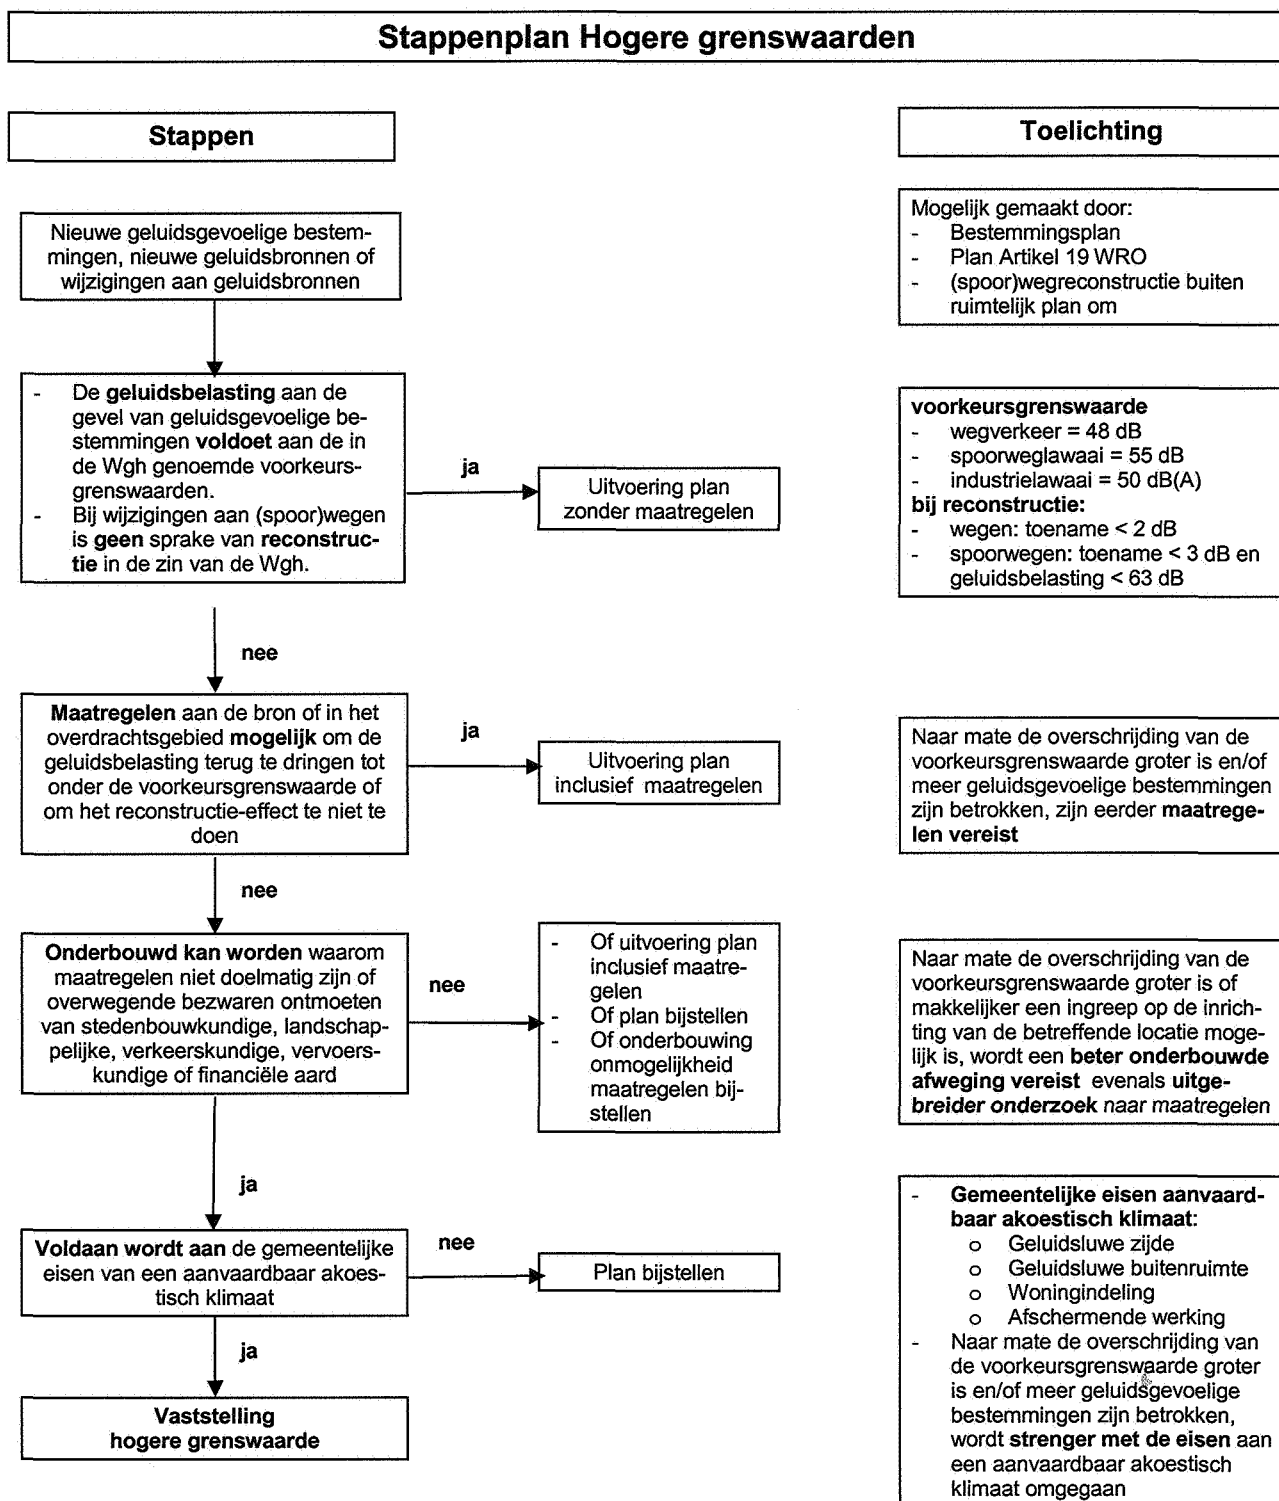 Stappenplan Hogere grenswaarden
Stappen
Toelichting
Nieuwe geluidsgevoelige bestem-
mingen, nieuwe geluidsbronnen of
wijzigingen aan geluidsbronnen
Mogelijk gemaakt door:
- Bestemmingsplan
- Plan Artikel 19 WRO
- (spoor)wegreconstructie buiten
ruimtelijk plan om
- De geluidsbelasting aan de
gevel van geluidsgevoelige be-
stemmingen voldoet aan de in
de Wgh genoemde voorkeurs-
grenswaarden.
- Bij wijzigingen aan (spoor)wegen
is geen sprake van reconstruc-
tie in de zin van de Wgh.
ja
Uitvoering plan
zonder maatregelen
voorkeursgrenswaarde
- wegverkeer = 48 dB
- spoorweglawaai = 55 dB
- industrielawaai = 50 dB(A)
bij reconstructie:
- wegen: toename < 2 dB
- spoorwegen: toename < 3 dB en
geluidsbelasting < 63 dB
nee
Maatregelen aan de bron of in het
overdrachtsgebied mogelijk om de
geluidsbelasting terug te dringen tot
onder de voorkeursgrenswaarde of
om het reconstructie-effect te niet te
doen
ja
Uitvoering plan
inclusief maatregelen
Naar mate de overschrijding van de
voorkeursgrenswaarde groter is en/of
meer geluidsgevoelige bestemmingen
zijn betrokken, zijn eerder maatrege-
len vereist
nee
Onderbouwd kan worden waarom
maatregelen niet doelmatig zijn of
overwegende bezwaren ontmoeten
van stedenbouwkundige, landschap-
pelijke, verkeerskundige, vervoers-
kundige of financiële aard
nee
- Of uitvoering plan
inclusief maatre-
gelen
- Of plan bijstellen
- Of onderbouwing
onmogelijkheid
maatregelen bij-
stellen
Naar mate de overschrijding van de
voorkeursgrenswaarde groter is of
makkelijker een ingreep op de inrich-
ting van de betreffende locatie moge-
lijk is, wordt een beter onderbouwde
afweging vereist evenals uitge-
breider onderzoek naar maatregelen
ja
Voldaan wordt aan de gemeentelijke
eisen van een aanvaardbaar akoes-
tisch klimaat
nee
Plan bijstellen
- Gemeentelijke eisen aanvaard-
baar akoestisch klimaat:
o Geluidsluwe zijde
o Geluidsluwe buitenruimte
o Woningindeling
o Afschermende werking
- Naar mate de overschrijding van
de voorkeursgrenswaarde groter
is en/of meer geluidsgevoelige
bestemmingen zijn betrokken,
wordt strenger met de eisen aan
een aanvaardbaar akoestisch
klimaat omgegaan
ja
Vaststelling
hogere grenswaarde